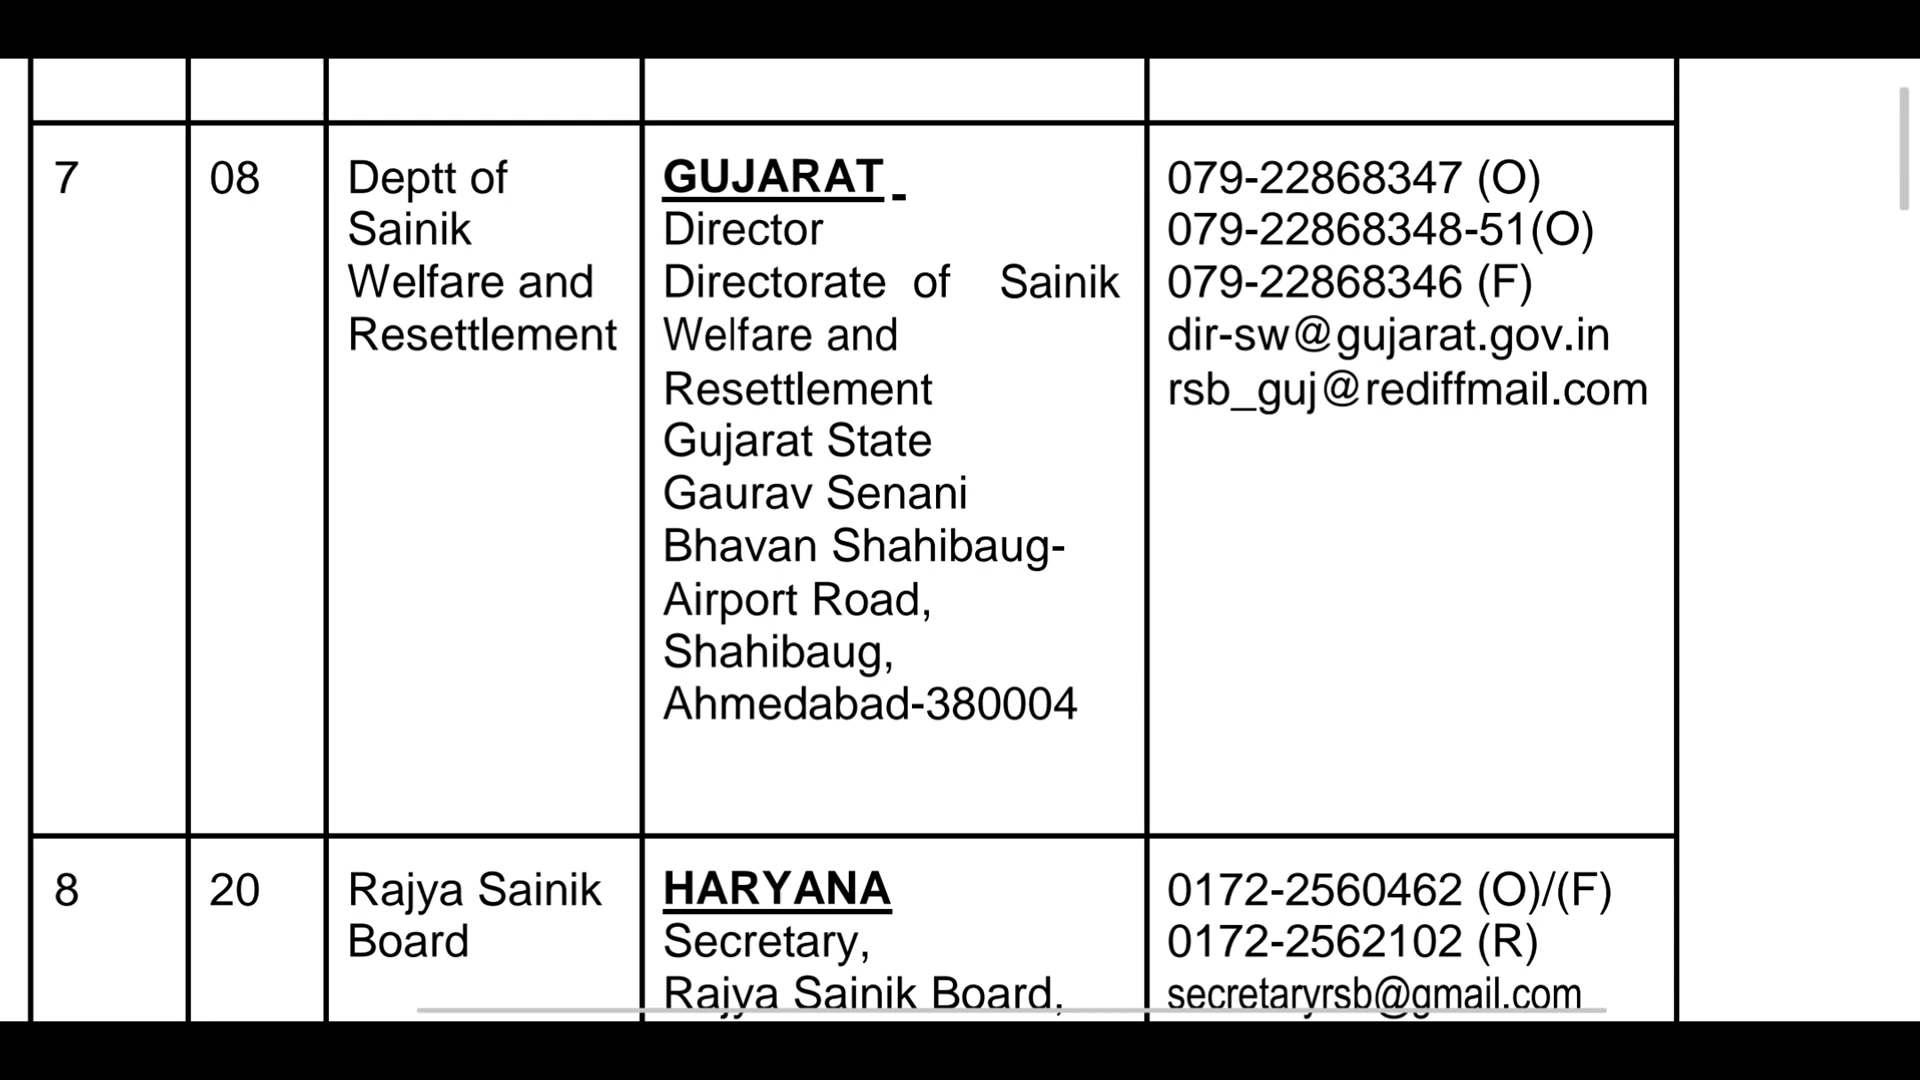 7
08
Deptt of
Sainik
Welfare and
Resettlement
GUJARAT
Director
Directorate of Sainik
Welfare and
Resettlement
Gujarat State
Gaurav Senani
Bhavan Shahibaug-
Airport Road,
Shahibaug,
Ahmedabad-380004
079-22868347 (O)
079-22868348-51(O)
079-22868346 (F)
dir-sw@gujarat.gov.in
rsb_guj@rediffmail.com
8
20
Rajya Sainik
Board
HARYANA
Secretary,
Rajya Sainik Board,
0172-2560462 (O)/(F)
0172-2562102 (R)
secretaryrsb@gmail.com